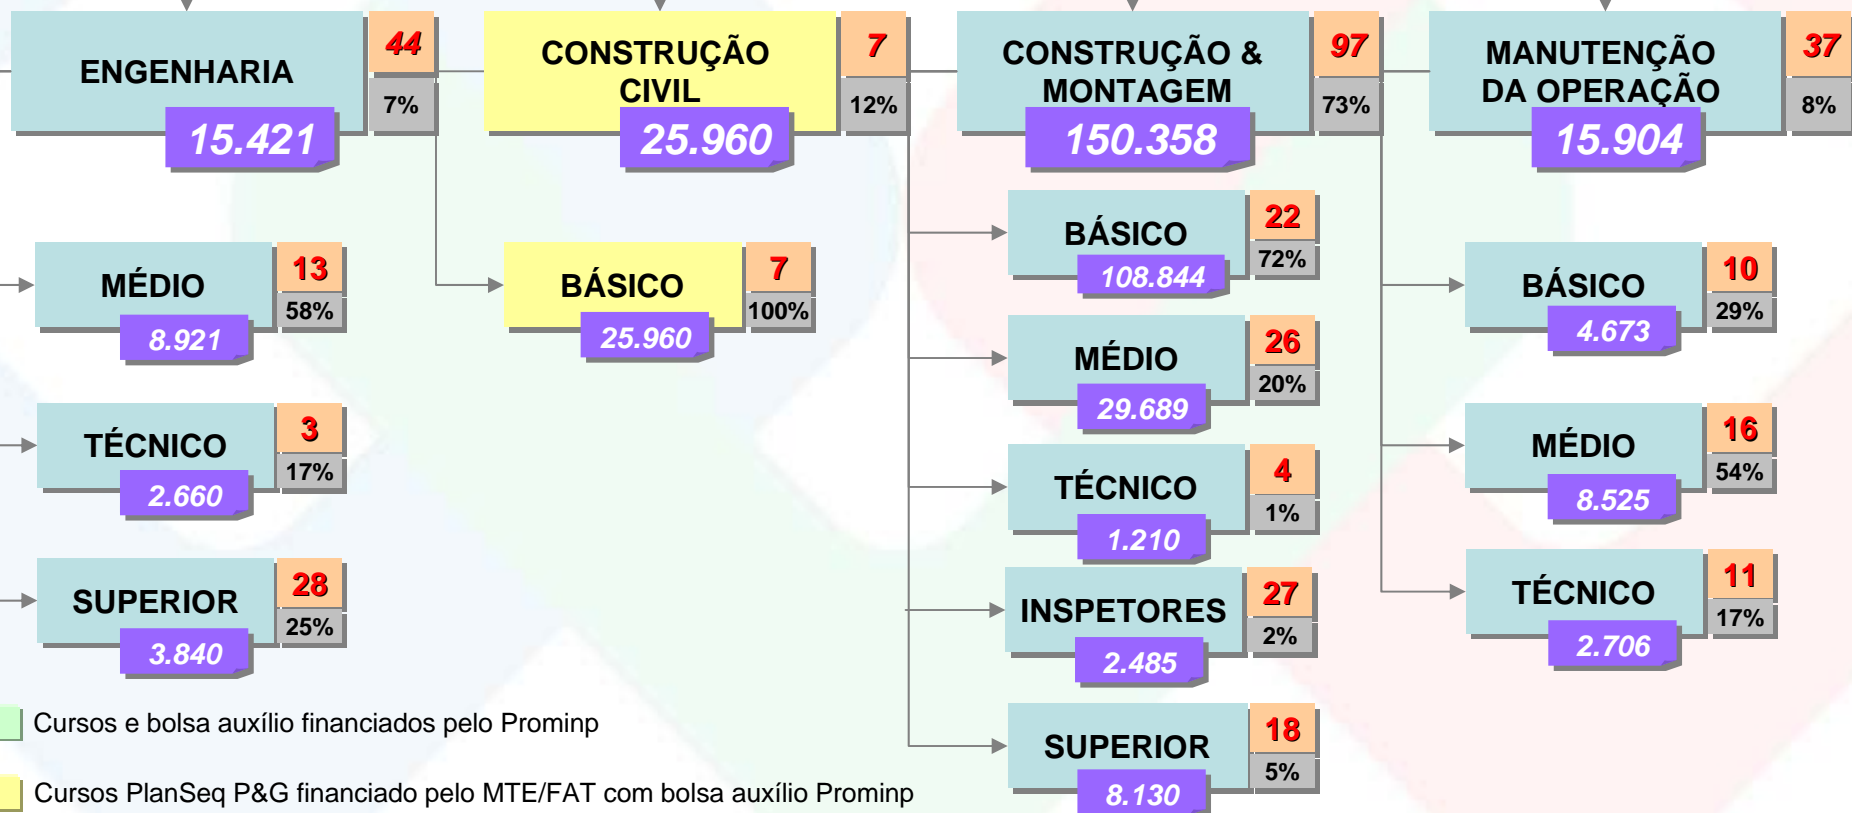 ENGENHARIA
44
7%
15.421
MÉDIO
13
58%
8.921
TÉCNICO
3
17%
2.660
SUPERIOR
28
25%
3.840
CONSTRUÇÃO
CIVIL
7
12%
25.960
BÁSICO
7
100%
25.960
CONSTRUÇÃO &
MONTAGEM
97
73%
150.358
BÁSICO
22
72%
108.844
MÉDIO
26
20%
29.689
TÉCNICO
4
1%
1.210
INSPETORES
27
2%
2.485
SUPERIOR
18
5%
8.130
MANUTENÇÃO
DA OPERAÇÃO
37
8%
15.904
BÁSICO
10
29%
4.673
MÉDIO
16
54%
8.525
TÉCNICO
11
17%
2.706
Cursos e bolsa auxílio financiados pelo Prominp
Cursos PlanSeq P&G financiado pelo MTE/FAT com bolsa auxílio Prominp